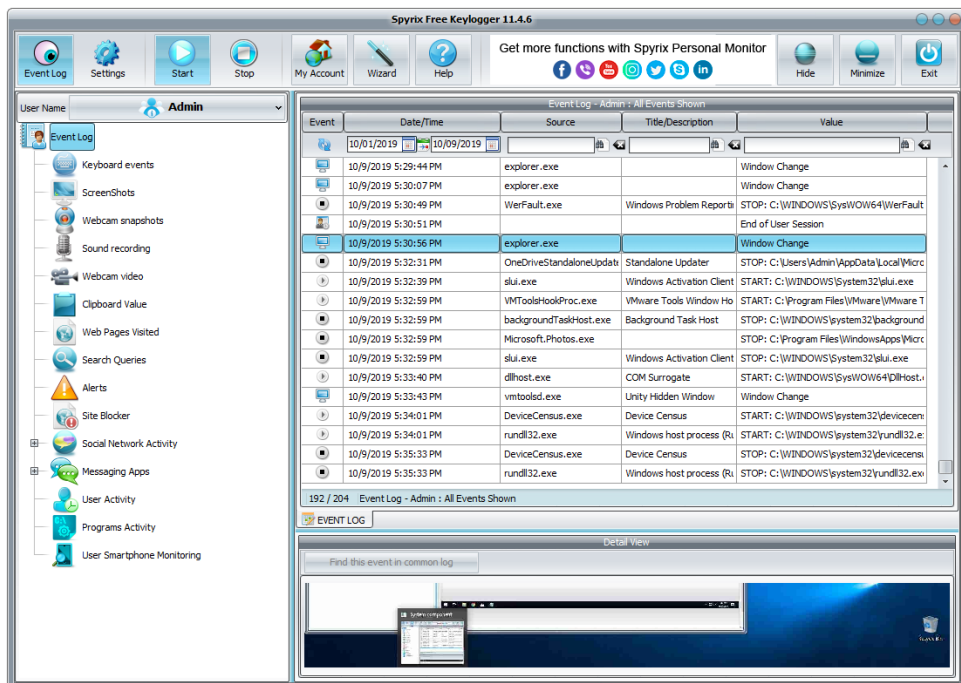 Spyrix Free Keylogger 11.4.6
Event Log
Settings
Start
Stop
My Account
Wizard
Help
Get more functions with Spyrix Personal Monitor
You Tube
Hide
Minimize
Exit
User Name Admin
Event Log
Keyboard events
ScreenShots
Webcam snapshots
Sound recording
Webcam video
Clipboard Value
Web Pages Visited
Search Queries
Alerts
Site Blocker
Social Network Activity
Messaging Apps
User Activity
Programs Activity
User Smartphone Monitoring
Event Log - Admin : All Events Shown
Event Date/Time Source Title/Description Value
10/01/2019 10/09/2019
10/9/2019 5:29:44 PM explorer.exe Window Change
10/9/2019 5:30:07 PM explorer.exe Window Change
10/9/2019 5:30:49 PM WerFault.exe Windows Problem Reporti STOP: C:\WINDOWS\SysWOW64\WerFault
10/9/2019 5:30:51 PM End of User Session
10/9/2019 5:30:56 PM explorer.exe Window Change
10/9/2019 5:32:31 PM OneDriveStandaloneUpdate Standalone Updater STOP: C:\Users\Admin\AppData\Local\Micro
10/9/2019 5:32:39 PM slui.exe Windows Activation Client START: C:\WINDOWS\System32\slui.exe
10/9/2019 5:32:59 PM VMToolsHookProc.exe VMware Tools Window Ho START: C:\Program Files\VMware\VMware T
10/9/2019 5:32:59 PM backgroundTaskHost.exe Background Task Host STOP: C:\WINDOWS\system32\background
10/9/2019 5:32:59 PM Microsoft.Photos.exe STOP: C:\Program Files\WindowsApps\Micro
10/9/2019 5:32:59 PM slui.exe Windows Activation Client STOP: C:\WINDOWS\System32\slui.exe
10/9/2019 5:33:40 PM dllhost.exe COM Surrogate START: C:\WINDOWS\SysWOW64\DllHost.
10/9/2019 5:33:43 PM vmtoolsd.exe Unity Hidden Window Window Change
10/9/2019 5:34:01 PM DeviceCensus.exe Device Census START: C:\WINDOWS\system32\devicecen
10/9/2019 5:34:01 PM rundll32.exe Windows host process (Ru START: C:\WINDOWS\system32\rundll32.e
10/9/2019 5:35:33 PM DeviceCensus.exe Device Census STOP: C:\WINDOWS\system32\devicecensu
10/9/2019 5:35:33 PM rundll32.exe Windows host process (Ru STOP: C:\WINDOWS\system32\rundll32.exe
192 / 204 Event Log - Admin : All Events Shown
EVENT LOG
Detail View
Find this event in common log
System component